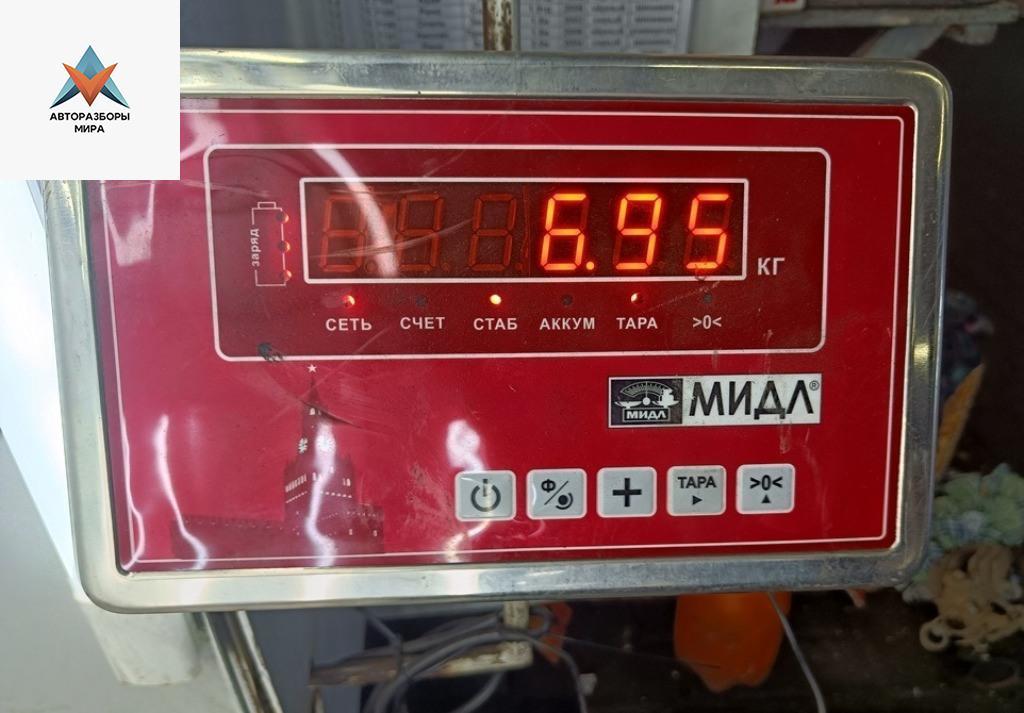 АВТОРАЗБОРЫ
МИРА
заряд
6.95
КГ
СЕТЬ СЧЕТ СТАБ АККУМ ТАРА >0<
МИДЛ МИДЛ®
Ф/ + ТАРА >0<